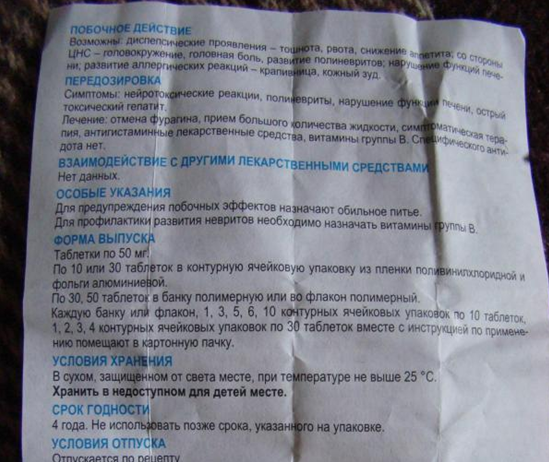 ПОБОЧНОЕ ДЕЙСТВИЕ
Возможны: диспепсические проявления – тошнота, рвота, снижение аппетита; со стороны
ЦНС – головокружение, головная боль, развитие полиневритов; нарушение функций пече-
ни; развитие аллергических реакций – крапивница, кожный зуд.
ПЕРЕДОЗИРОВКА
Симптомы: нейротоксические реакции, полиневриты, нарушение функции печени, острый
токсический гепатит.
Лечение: отмена фурагина, прием большого количества жидкости, симптоматическая тера-
пия, антигистаминные лекарственные средства, витамины группы В. Специфического анти-
дота нет.
ВЗАИМОДЕЙСТВИЕ С ДРУГИМИ ЛЕКАРСТВЕННЫМИ СРЕДСТВАМИ
Нет данных.
ОСОБЫЕ УКАЗАНИЯ
Для предупреждения побочных эффектов назначают обильное питье.
Для профилактики развития невритов необходимо назначать витамины группы В.
ФОРМА ВЫПУСКА
Таблетки по 50 мг.
По 10 или 30 таблеток в контурную ячейковую упаковку из пленки поливинилхлоридной и
фольги алюминиевой.
По 30, 50 таблеток в банку полимерную или во флакон полимерный.
Каждую банку или флакон, 1, 3, 5, 6, 10 контурных ячейковых упаковок по 10 таблеток,
1, 2, 3, 4 контурных ячейковых упаковок по 30 таблеток вместе с инструкцией по примене-
нию помещают в картонную пачку.
УСЛОВИЯ ХРАНЕНИЯ
В сухом, защищенном от света месте, при температуре не выше 25 °С.
Хранить в недоступном для детей месте.
СРОК ГОДНОСТИ
4 года. Не использовать позже срока, указанного на упаковке.
УСЛОВИЯ ОТПУСКА
Отпускается по рецепту